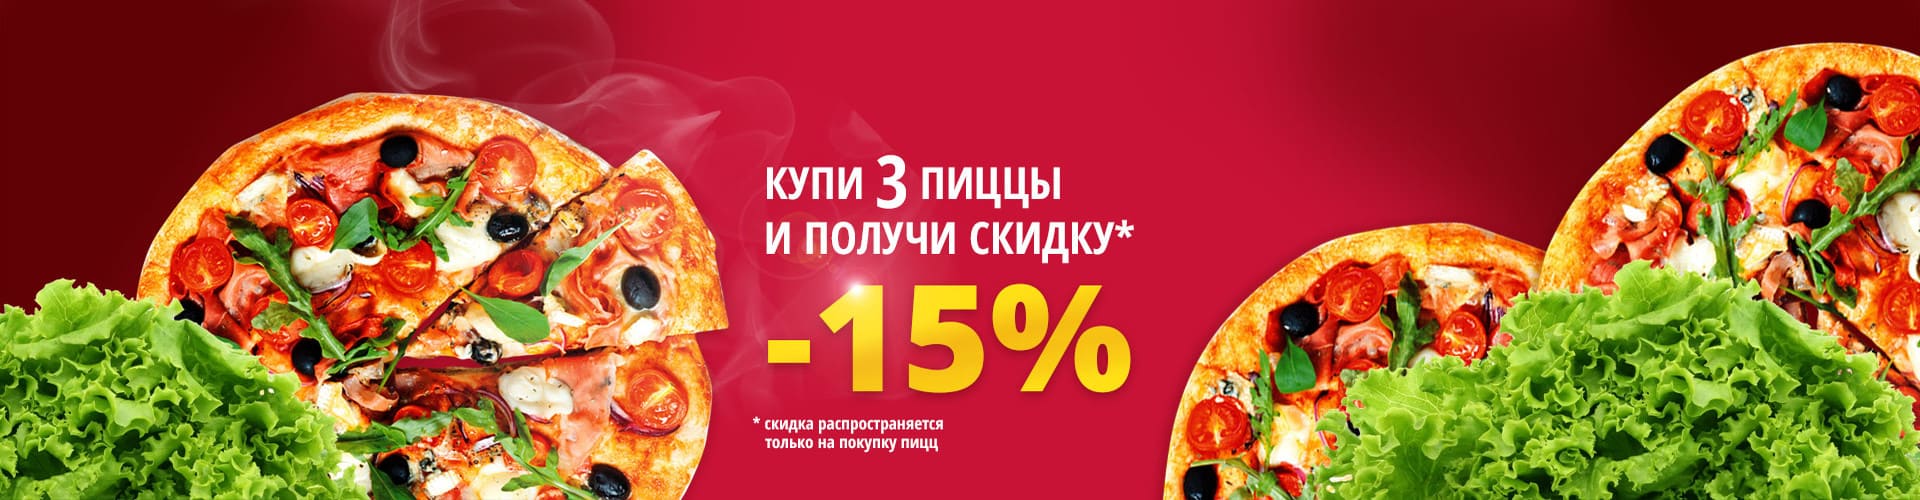 КУПИ 3 ПИЦЦЫ
И ПОЛУЧИ СКИДКУ*
-15%
* скидка распространяется
только на покупку пицц